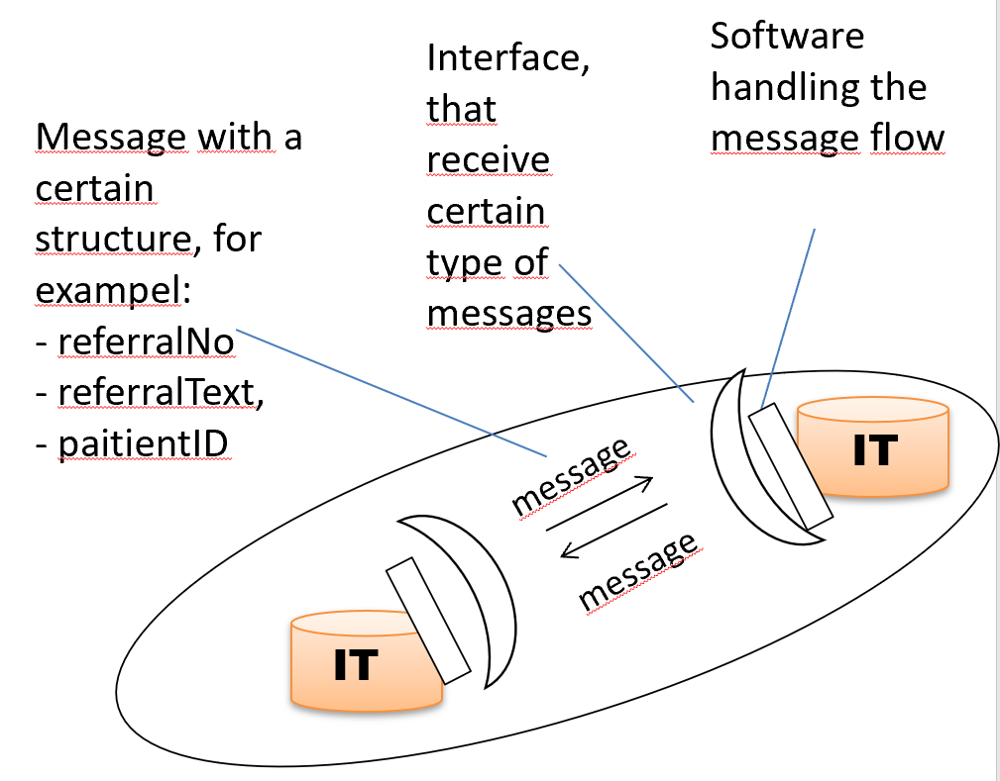 Message with a
certain
structure, for
exampel:
- referralNo
- referralText,
- paitientID
Interface,
that
receive
certain
type of
messages
Software
handling the
message flow
message
message
IT
IT